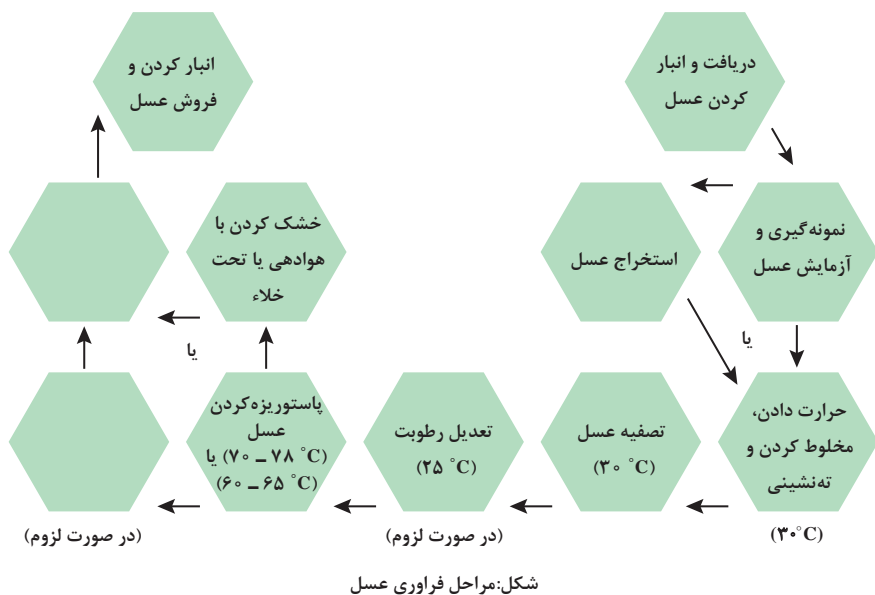 دریافت و انبار
کردن عسل
نمونه‌گیری و
آزمایش عسل
استخراج عسل
یا
حرارت دادن،
مخلوط کردن و
ته‌نشینی
(۳۰°C)
تصفیه عسل
(۳۰ °C)
تعدیل رطوبت
(۲۵ °C)
(در صورت لزوم)
پاستوریزه‌کردن
عسل
(۷۰ – ۷۸ °C) یا
(۶۰ – ۶۵ °C)
یا
خشک کردن با
هوادهی یا تحت
خلاء
(در صورت لزوم)
انبار کردن و
فروش عسل
شکل:مراحل فراوری عسل